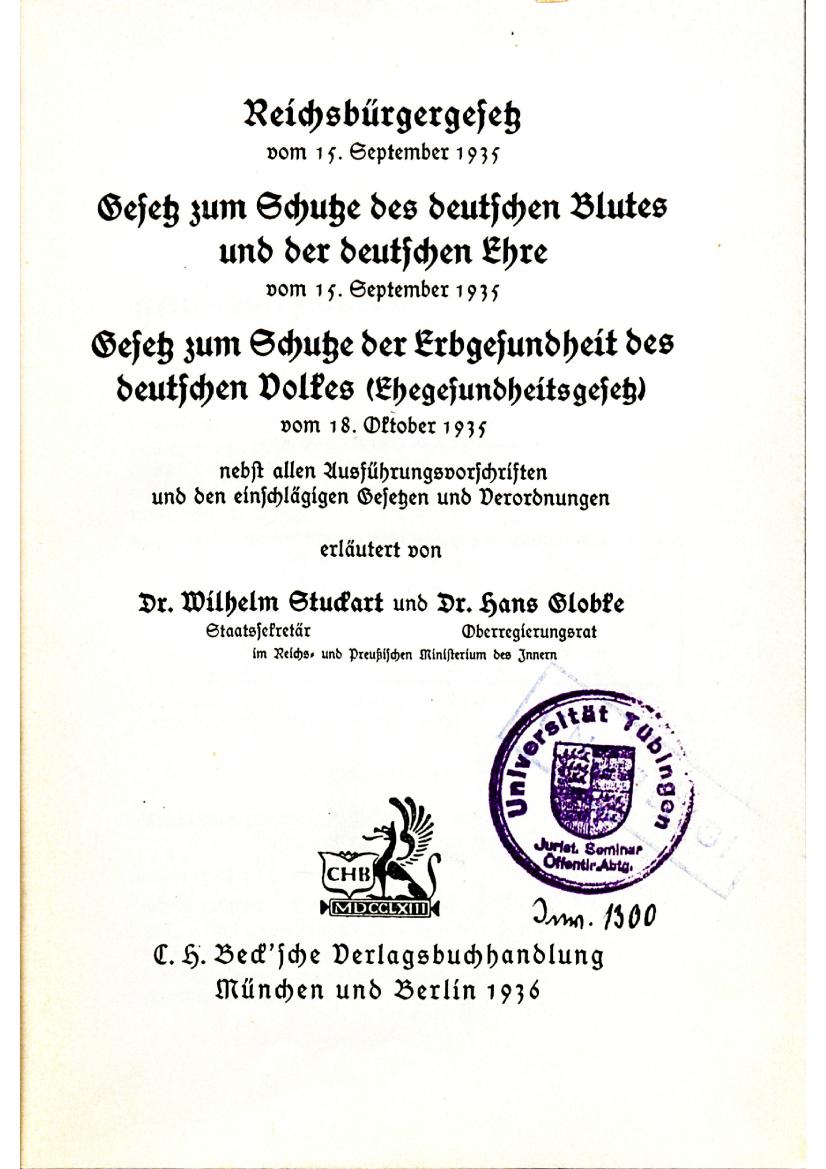 Reichsbürgergesetz
vom 15. September 1935
Gesetz zum Schutze des deutschen Blutes
und der deutschen Ehre
vom 15. September 1935
Gesetz zum Schutze der Erbgesundheit des
deutschen Volkes (Ehegesundheitsgesetz)
vom 18. Oktober 1935
nebst allen Ausführungsvorschriften
und den einschlägigen Gesetzen und Verordnungen
erläutert von
Dr. Wilhelm Stuckart und Dr. Hans Globke
Staatssekretär Oberregierungsrat
im Reichs- und Preußischen Ministerium des Innern
Universität Tübingen
Jurist. Seminar
Öffentlr. Abtg.
CHB
MDCCLXIII
Inv. 1300
C. H. Beck'sche Verlagsbuchhandlung
München und Berlin 1936